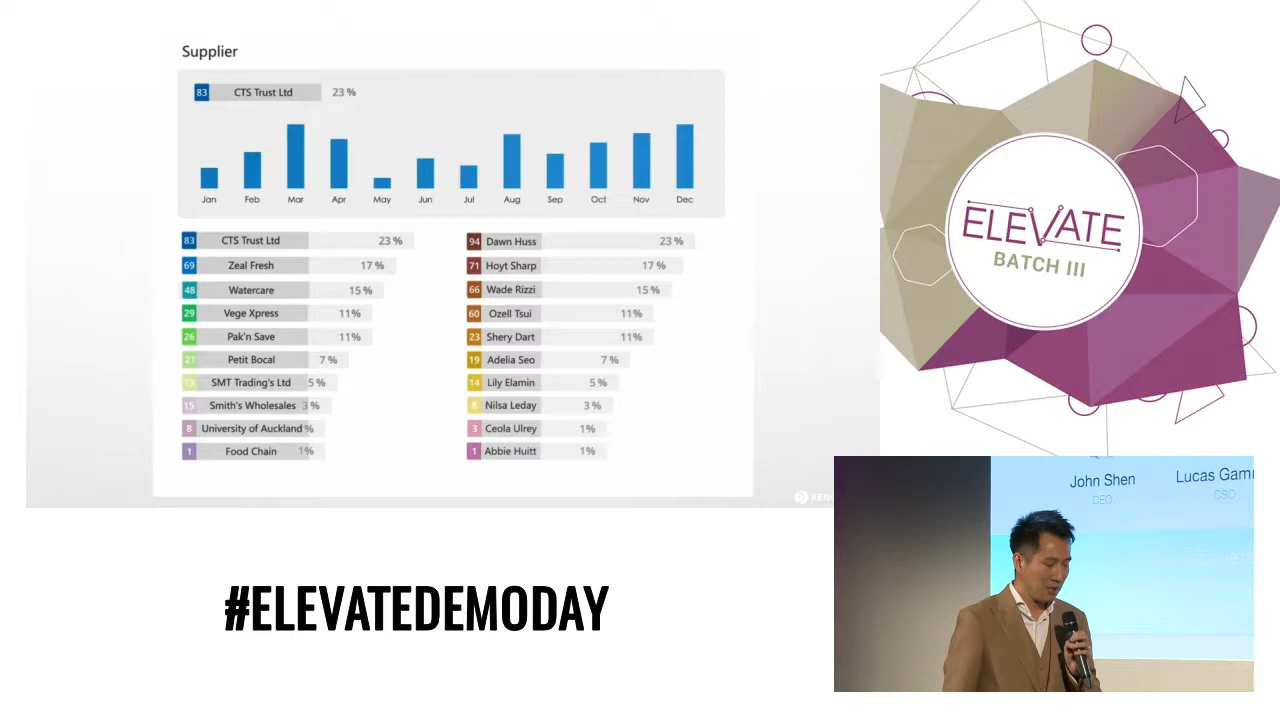 Supplier
83 CTS Trust Ltd 23 %
Jan Feb Mar Apr May Jun Jul Aug Sep Oct Nov Dec
83 CTS Trust Ltd 23 %
69 Zeal Fresh 17 %
48 Watercare 15 %
29 Vege Xpress 11%
26 Pak'n Save 11%
21 Petit Bocal 7 %
19 SMT Trading's Ltd 5 %
15 Smith's Wholesales 3 %
8 University of Auckland %
1 Food Chain 1%
94 Dawn Huss 23 %
71 Hoyt Sharp 17 %
66 Wade Rizzi 15 %
60 Ozell Tsui 11%
23 Shery Dart 11%
19 Adelia Seo 7 %
14 Lily Elamin 5 %
8 Nilsa Leday 3 %
3 Ceola Ulrey 1%
1 Abbie Huitt 1%
ELEVATE
BATCH III
John Shen
CEO
Lucas Gam
CSO
#ELEVATEDEMODAY